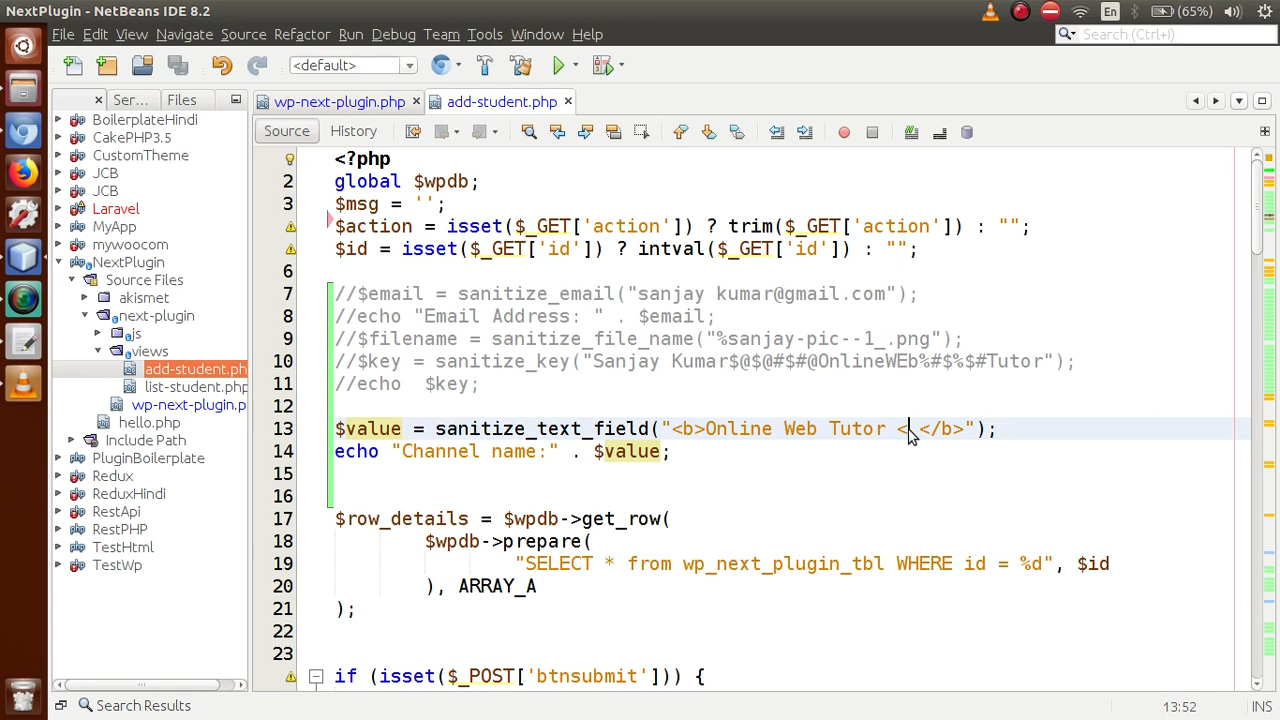 NextPlugin - NetBeans IDE 8.2
En
(65%)
File Edit View Navigate Source Refactor Run Debug Team Tools Window Help
Search (Ctrl+I)
<default>
Ser... Files
wp-next-plugin.php
add-student.php
Source History
BoilerplateHindi
CakePHP3.5
CustomTheme
JCB
JCB
Laravel
MyApp
mywoocom
NextPlugin
Source Files
akismet
next-plugin
js
views
add-student.ph
list-student.php
wp-next-plugin.p
hello.php
Include Path
PluginBoilerplate
Redux
ReduxHindi
RestApi
RestPHP
TestHtml
TestWp
<?php
2 global $wpdb;
3 $msg = '';
$action = isset($_GET['action']) ? trim($_GET['action']) : "";
$id = isset($_GET['id']) ? intval($_GET['id']) : "";
6
7 //$email = sanitize_email("sanjay kumar@gmail.com");
8 //echo "Email Address: " . $email;
9 //$filename = sanitize_file_name("%sanjay-pic--1_.png");
10 //$key = sanitize_key("Sanjay Kumar$@$@#$#@OnlineWEb%#$%$#Tutor");
11 //echo  $key;
12
13 $value = sanitize_text_field("<b>Online Web Tutor < </b>");
14 echo "Channel name:" . $value;
15
16
17 $row_details = $wpdb->get_row(
18 $wpdb->prepare(
19 "SELECT * from wp_next_plugin_tbl WHERE id = %d", $id
20 ), ARRAY_A
21 );
22
23
if (isset($_POST['btnsubmit'])) {
Search Results
13:52
INS